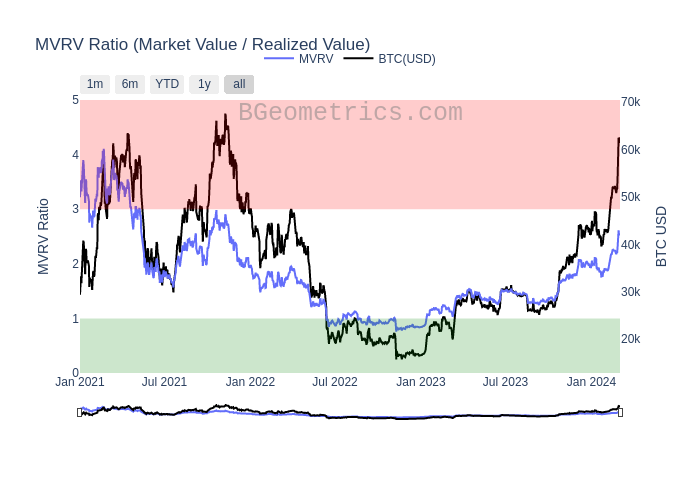 MVRV Ratio (Market Value / Realized Value)
MVRV BTC(USD)
1m 6m YTD 1y all
BGeometrics.com
5
4
3
2
1
0
MVRV Ratio
70k
60k
50k
40k
30k
20k
BTC USD
Jan 2021 Jul 2021 Jan 2022 Jul 2022 Jan 2023 Jul 2023 Jan 2024